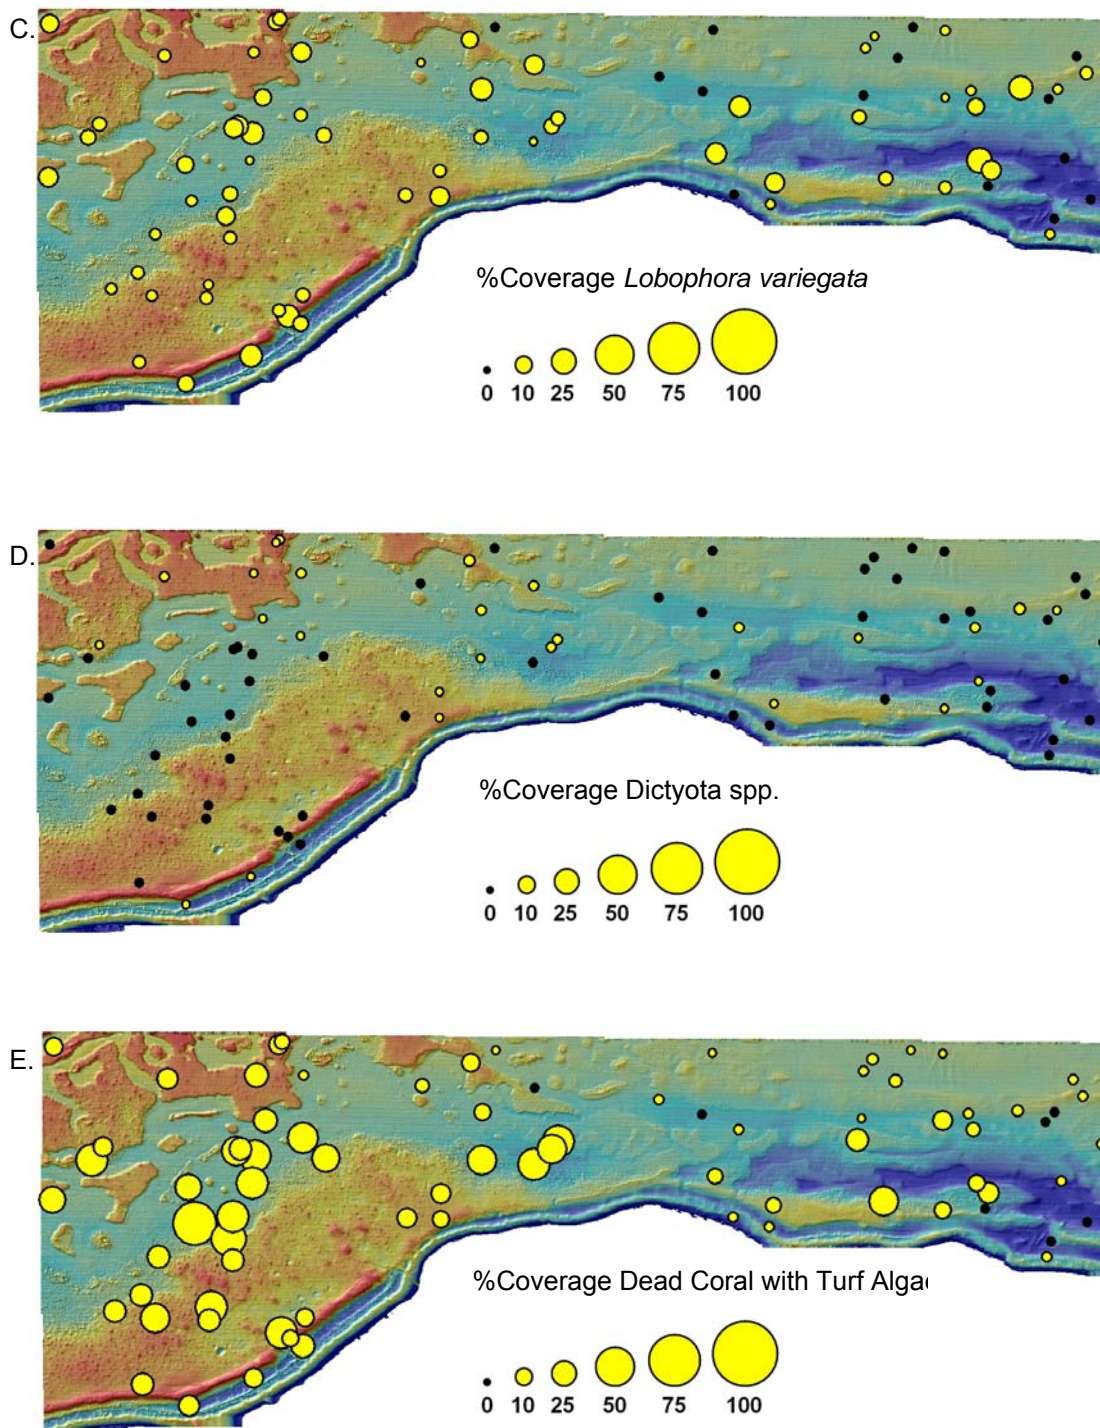 C.
%Coverage Lobophora variegata
0 10 25 50 75 100
D.
%Coverage Dictyota spp.
0 10 25 50 75 100
E.
%Coverage Dead Coral with Turf Algae
0 10 25 50 75 100